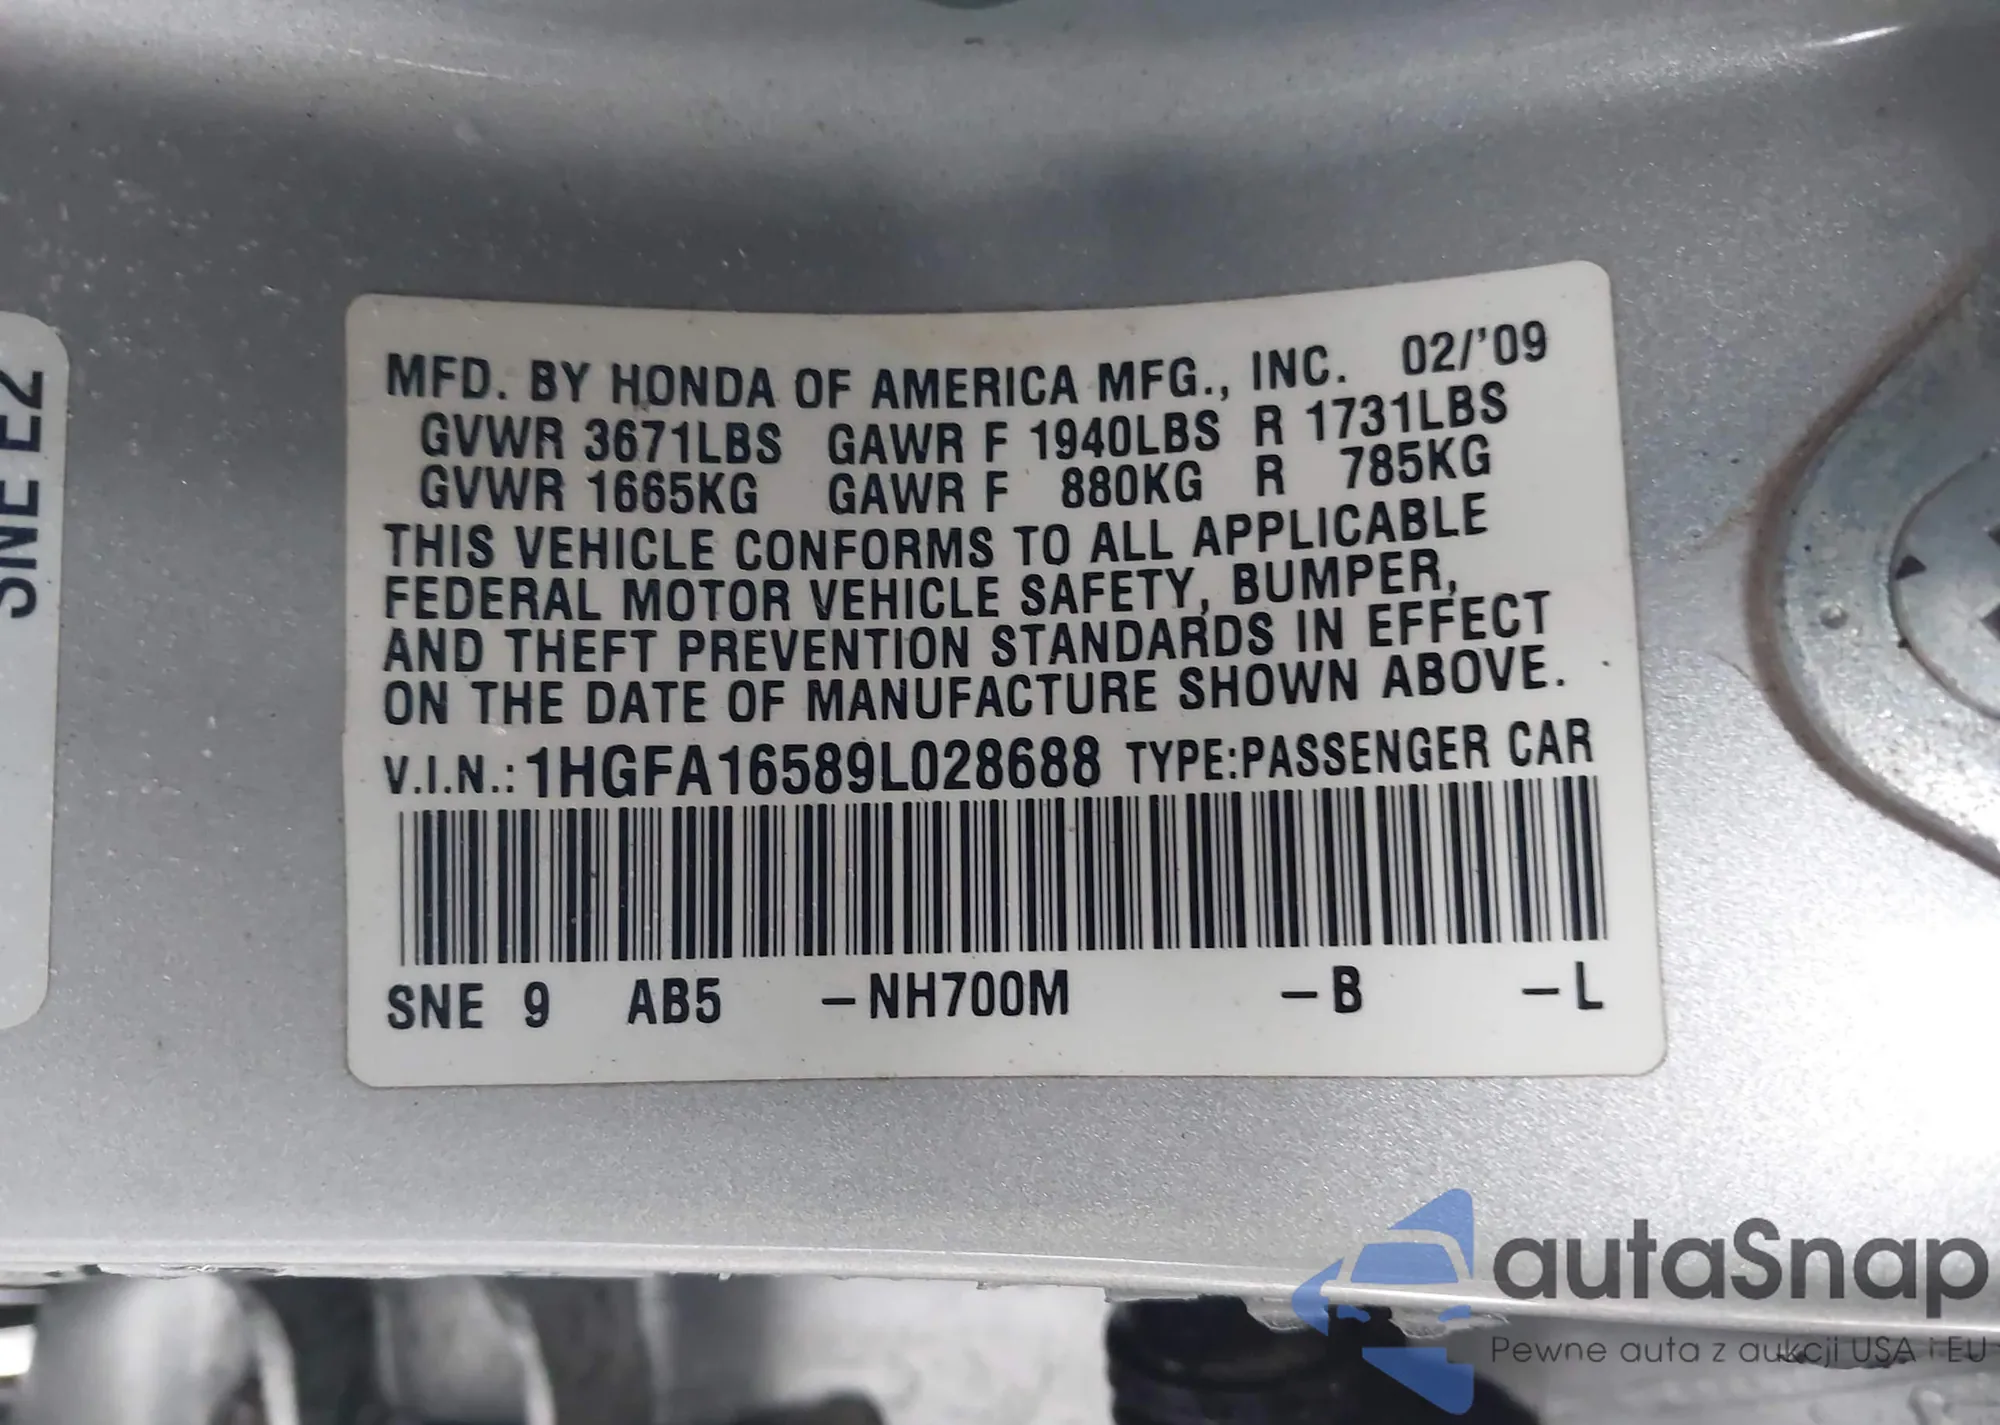 SNE E2
MFD. BY HONDA OF AMERICA MFG., INC. 02/'09
GVWR 3671LBS GAWR F 1940LBS R 1731LBS
GVWR 1665KG GAWR F 880KG R 785KG
THIS VEHICLE CONFORMS TO ALL APPLICABLE
FEDERAL MOTOR VEHICLE SAFETY, BUMPER,
AND THEFT PREVENTION STANDARDS IN EFFECT
ON THE DATE OF MANUFACTURE SHOWN ABOVE.
V.I.N.: 1HGFA16589L028688 TYPE:PASSENGER CAR
SNE 9 AB5 –NH700M –B –L
autaSnap
Pewne auta z aukcji USA i EU